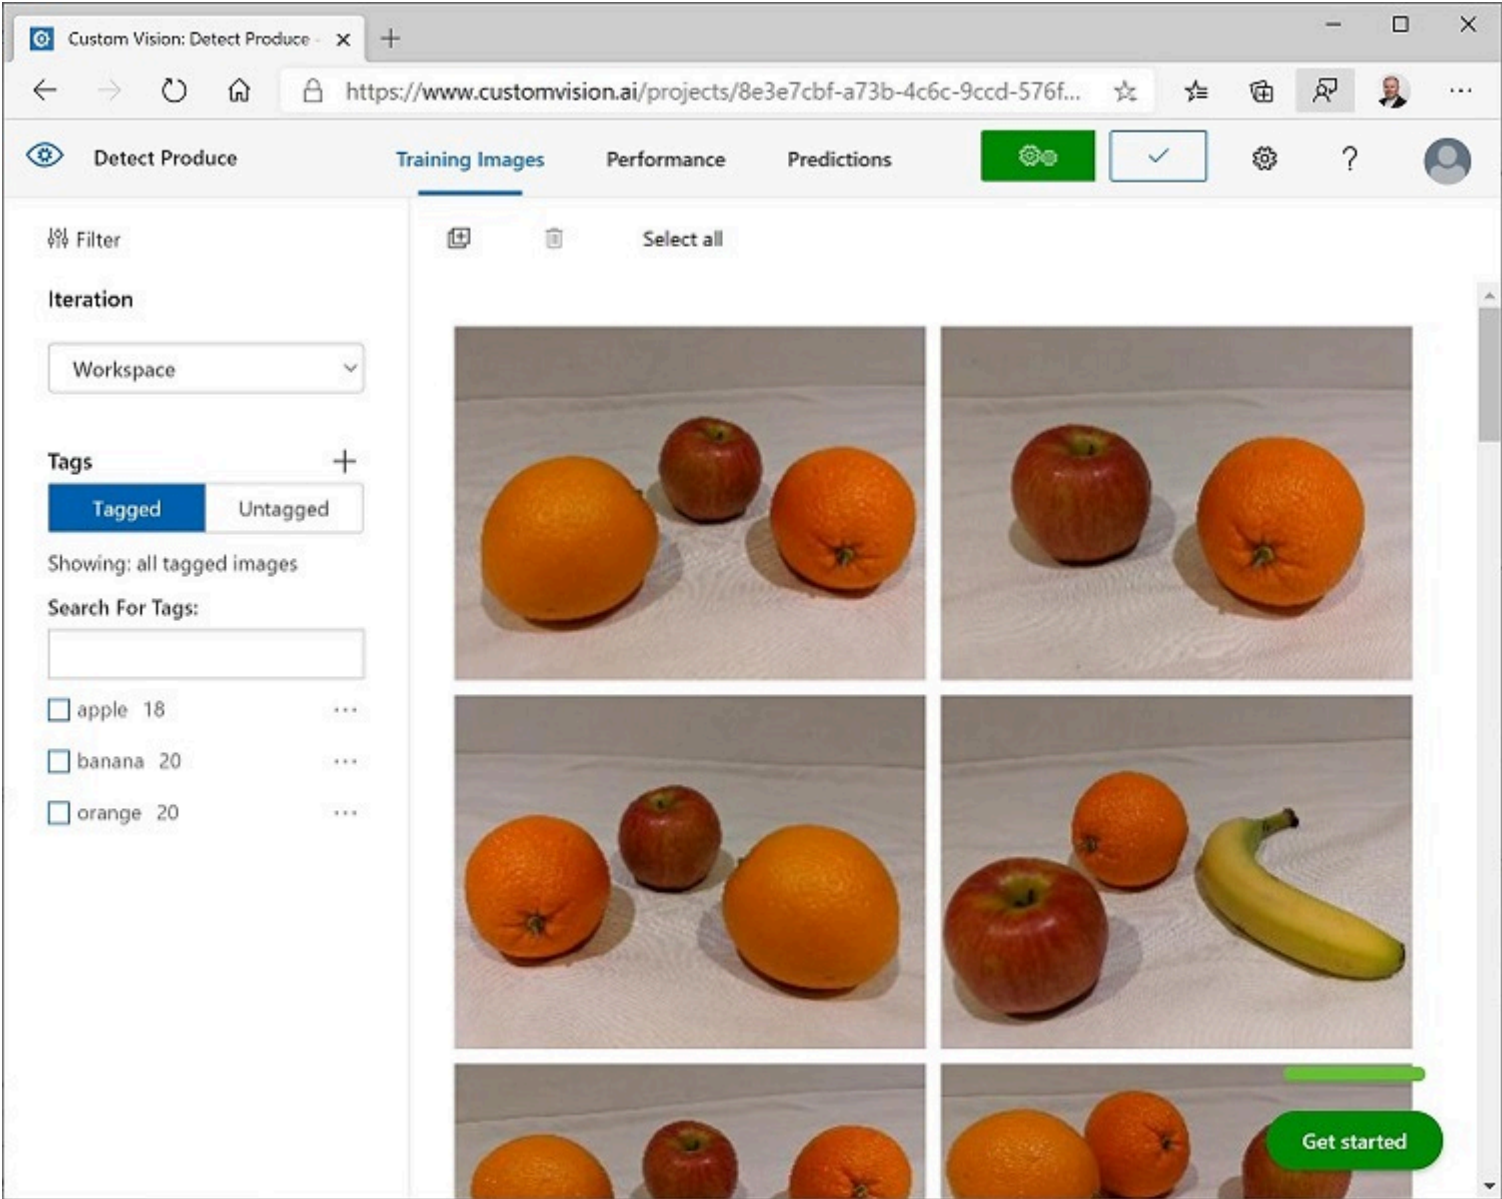 Custom Vision: Detect Produce -
https://www.customvision.ai/projects/8e3e7cbf-a73b-4c6c-9ccd-576f...
Detect Produce
Training Images
Performance
Predictions
?
Filter
Select all
Iteration
Workspace
Tags
Tagged
Untagged
Showing: all tagged images
Search For Tags:
apple 18
banana 20
orange 20
Get started